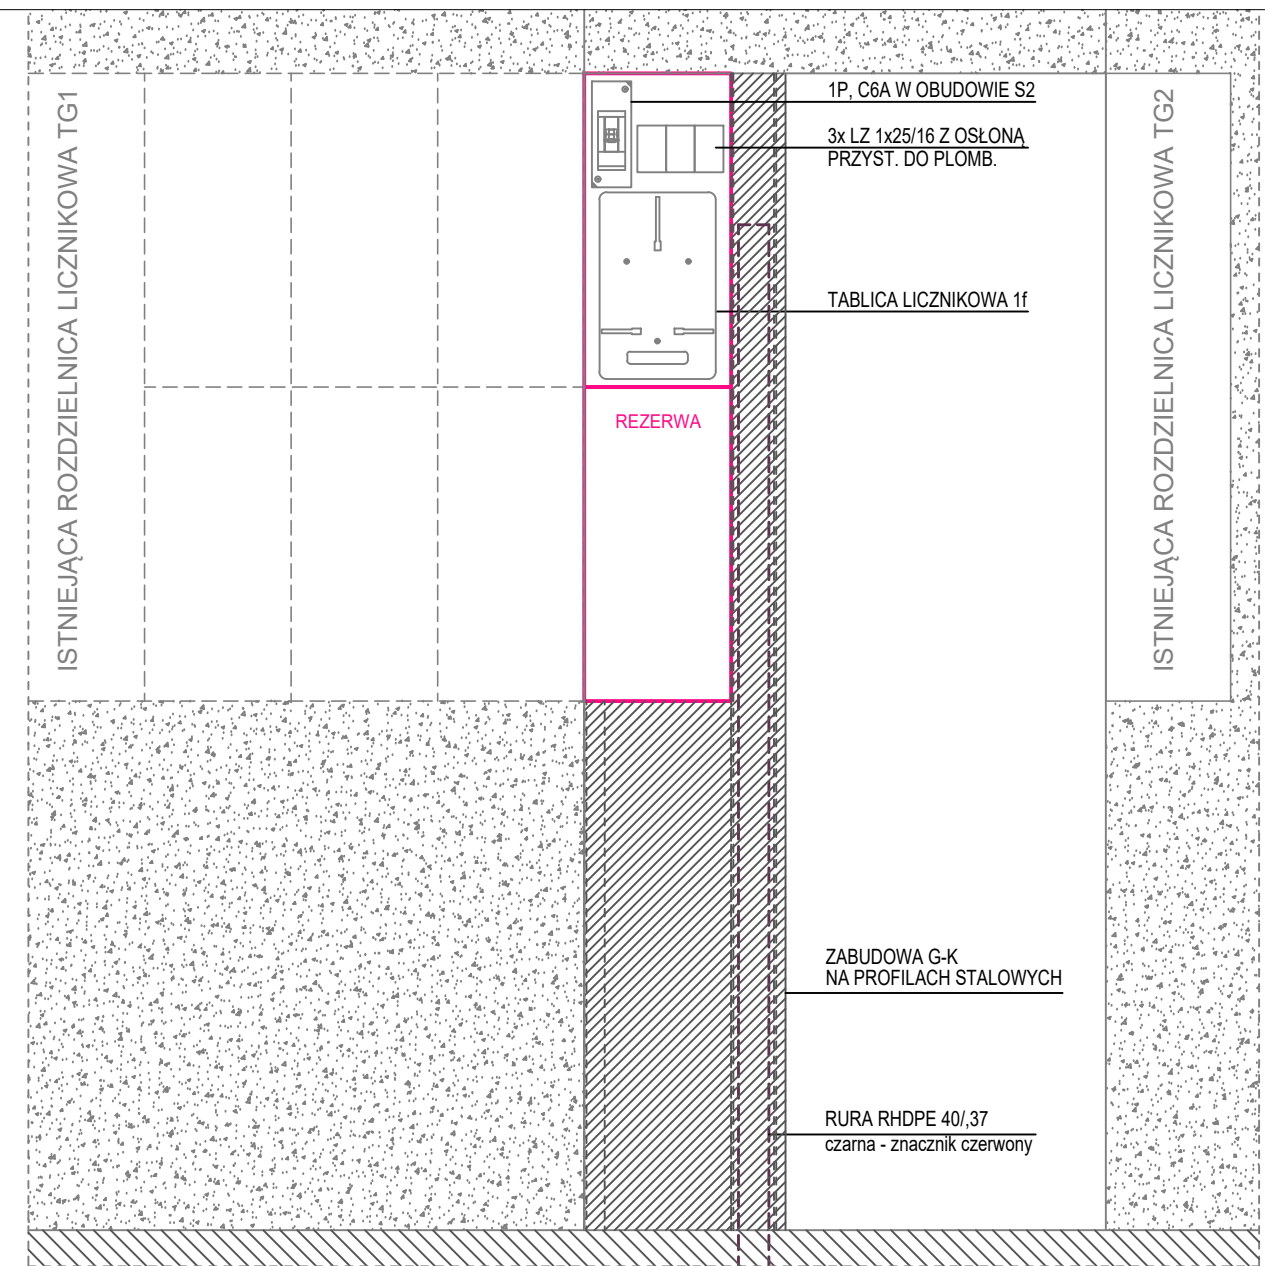 ISTNIEJĄCA ROZDZIELNICA LICZNIKOWA TG1
1P, C6A W OBUDOWIE S2
3x LZ 1x25/16 Z OSŁONĄ
PRZYST. DO PLOMB.
TABLICA LICZNIKOWA 1f
REZERWA
ISTNIEJĄCA ROZDZIELNICA LICZNIKOWA TG2
ZABUDOWA G-K
NA PROFILACH STALOWYCH
RURA RHDPE 40/,37
czarna - znacznik czerwony